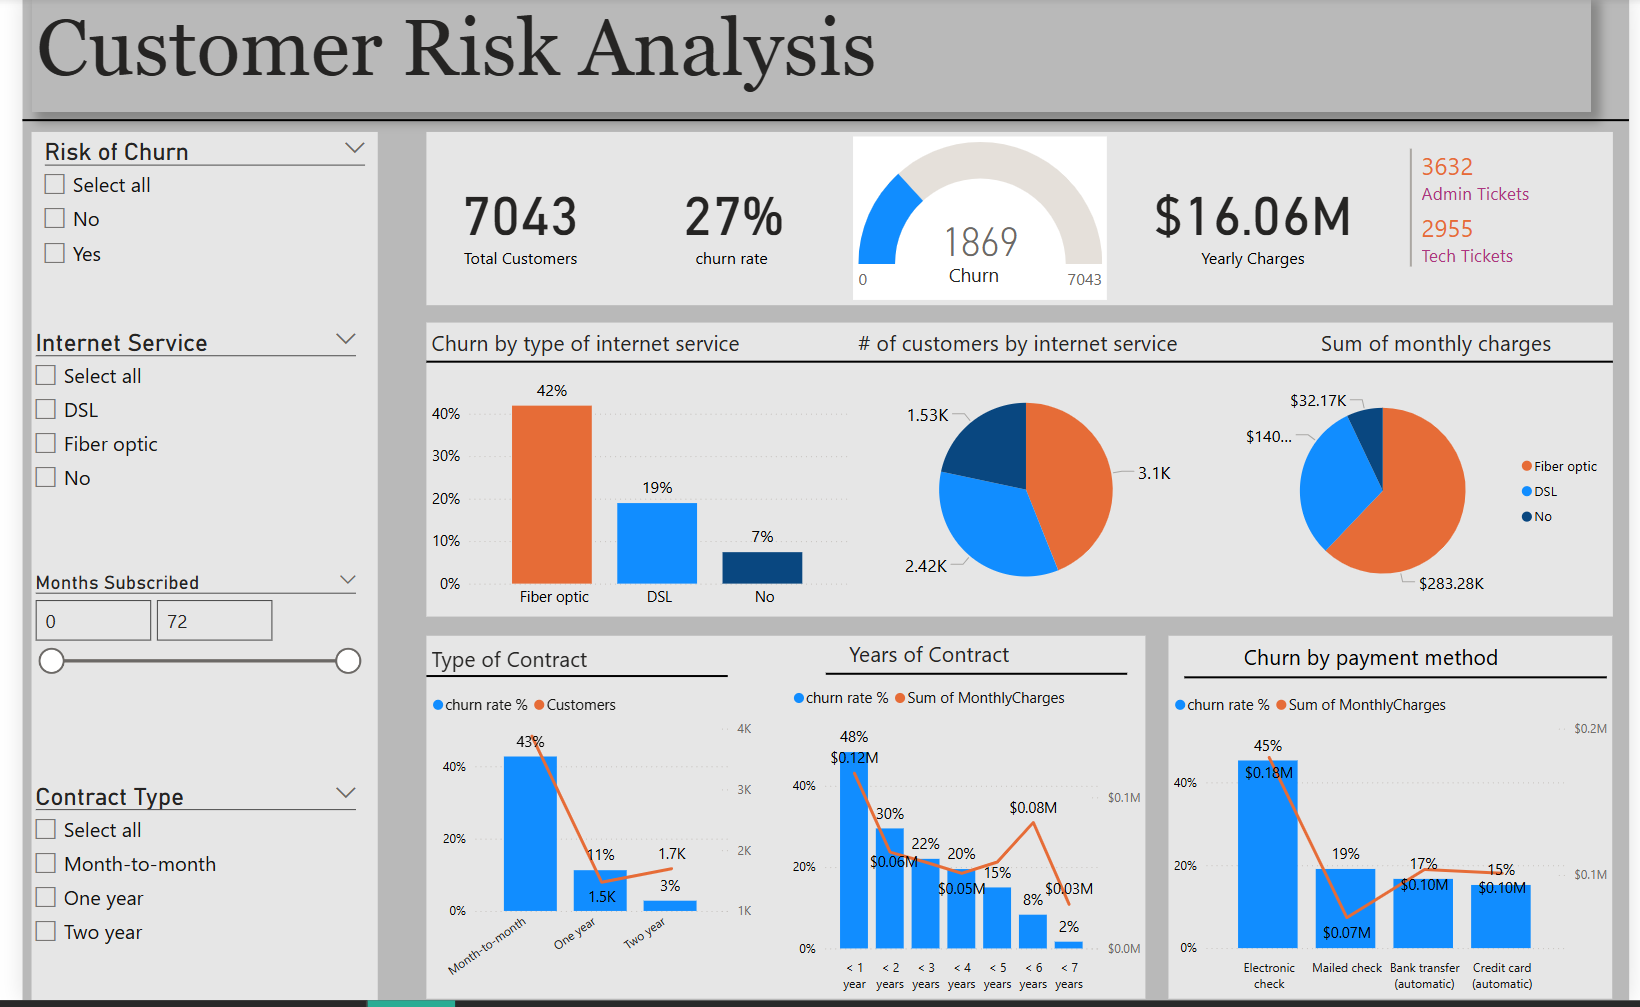 Customer Risk Analysis
Risk of Churn
Select all
No
Yes
Internet Service
Select all
DSL
Fiber optic
No
Months Subscribed
0 72
Contract Type
Select all
Month-to-month
One year
Two year
7043
Total Customers
27%
churn rate
1869
Churn
0 7043
$16.06M
Yearly Charges
3632
Admin Tickets
2955
Tech Tickets
Churn by type of internet service
42%
40%
30%
20%
10%
0%
19%
7%
Fiber optic DSL No
# of customers by internet service
1.53K
3.1K
2.42K
Sum of monthly charges
$32.17K
$140...
$283.28K
Fiber optic
DSL
No
Type of Contract
churn rate % Customers
43%
40%
20%
0%
11%
1.5K
1.7K
3%
4K
3K
2K
1K
Month-to-month One year Two year
Years of Contract
churn rate % Sum of MonthlyCharges
48%
$0.12M
40%
20%
0%
30%
$0.06M
22%
20%
$0.05M
15%
$0.08M
8%
$0.03M
2%
$0.1M
$0.0M
< 1 < 2 < 3 < 4 < 5 < 6 < 7
year years years years years years years
Churn by payment method
churn rate % Sum of MonthlyCharges
45%
$0.18M
40%
20%
0%
19%
$0.07M
17%
$0.10M
15%
$0.10M
$0.2M
$0.1M
Electronic Mailed check Bank transfer Credit card
check (automatic) (automatic)